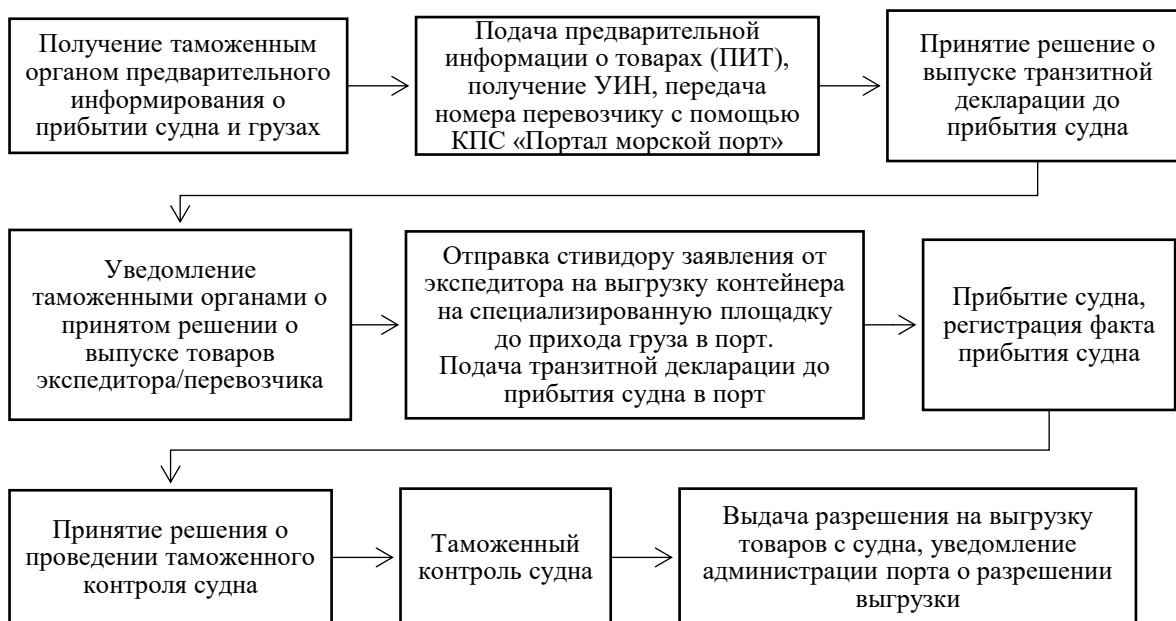 Получение таможенным
органом предварительного
информирования о
прибытии судна и грузах
Подача предварительной
информации о товарах (ПИТ),
получение УИН, передача
номера перевозчику с помощью
КПС «Портал морской порт»
Принятие решение о
выпуске транзитной
декларации до
прибытия судна
Уведомление
таможенными органами о
принятом решении о
выпуске товаров
экспедитора/перевозчика
Отправка стивидору заявления от
экспедитора на выгрузку контейнера
на специализированную площадку
до прихода груза в порт.
Подача транзитной декларации до
прибытия судна в порт
Прибытие судна,
регистрация факта
прибытия судна
Принятие решения о
проведении таможенного
контроля судна
Таможенный
контроль судна
Выдача разрешения на выгрузку
товаров с судна, уведомление
администрации порта о разрешении
выгрузки